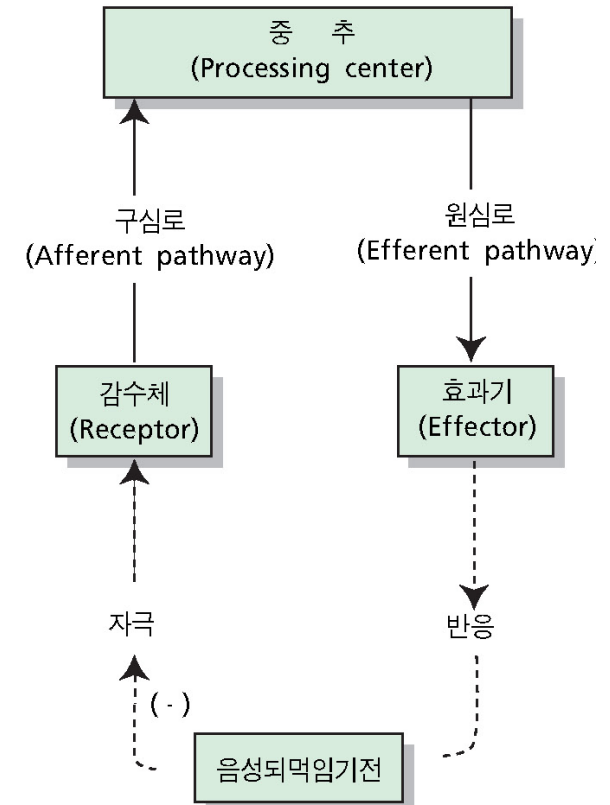 중 추
(Processing center)
구심로
(Afferent pathway)
원심로
(Efferent pathway)
감수체
(Receptor)
효과기
(Effector)
자극
반응
( - )
음성되먹임기전